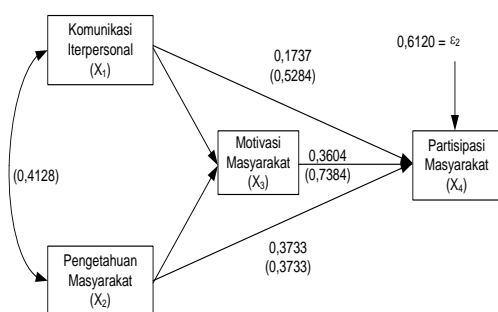 Komunikasi
Iterpersonal
(X₁)
0,1737
(0,5284)
0,6120 = ε₂
(0,4128)
Motivasi
Masyarakat
(X₃)
0,3604
(0,7384)
Partisipasi
Masyarakat
(X₄)
Pengetahuan
Masyarakat
(X₂)
0,3733
(0,3733)